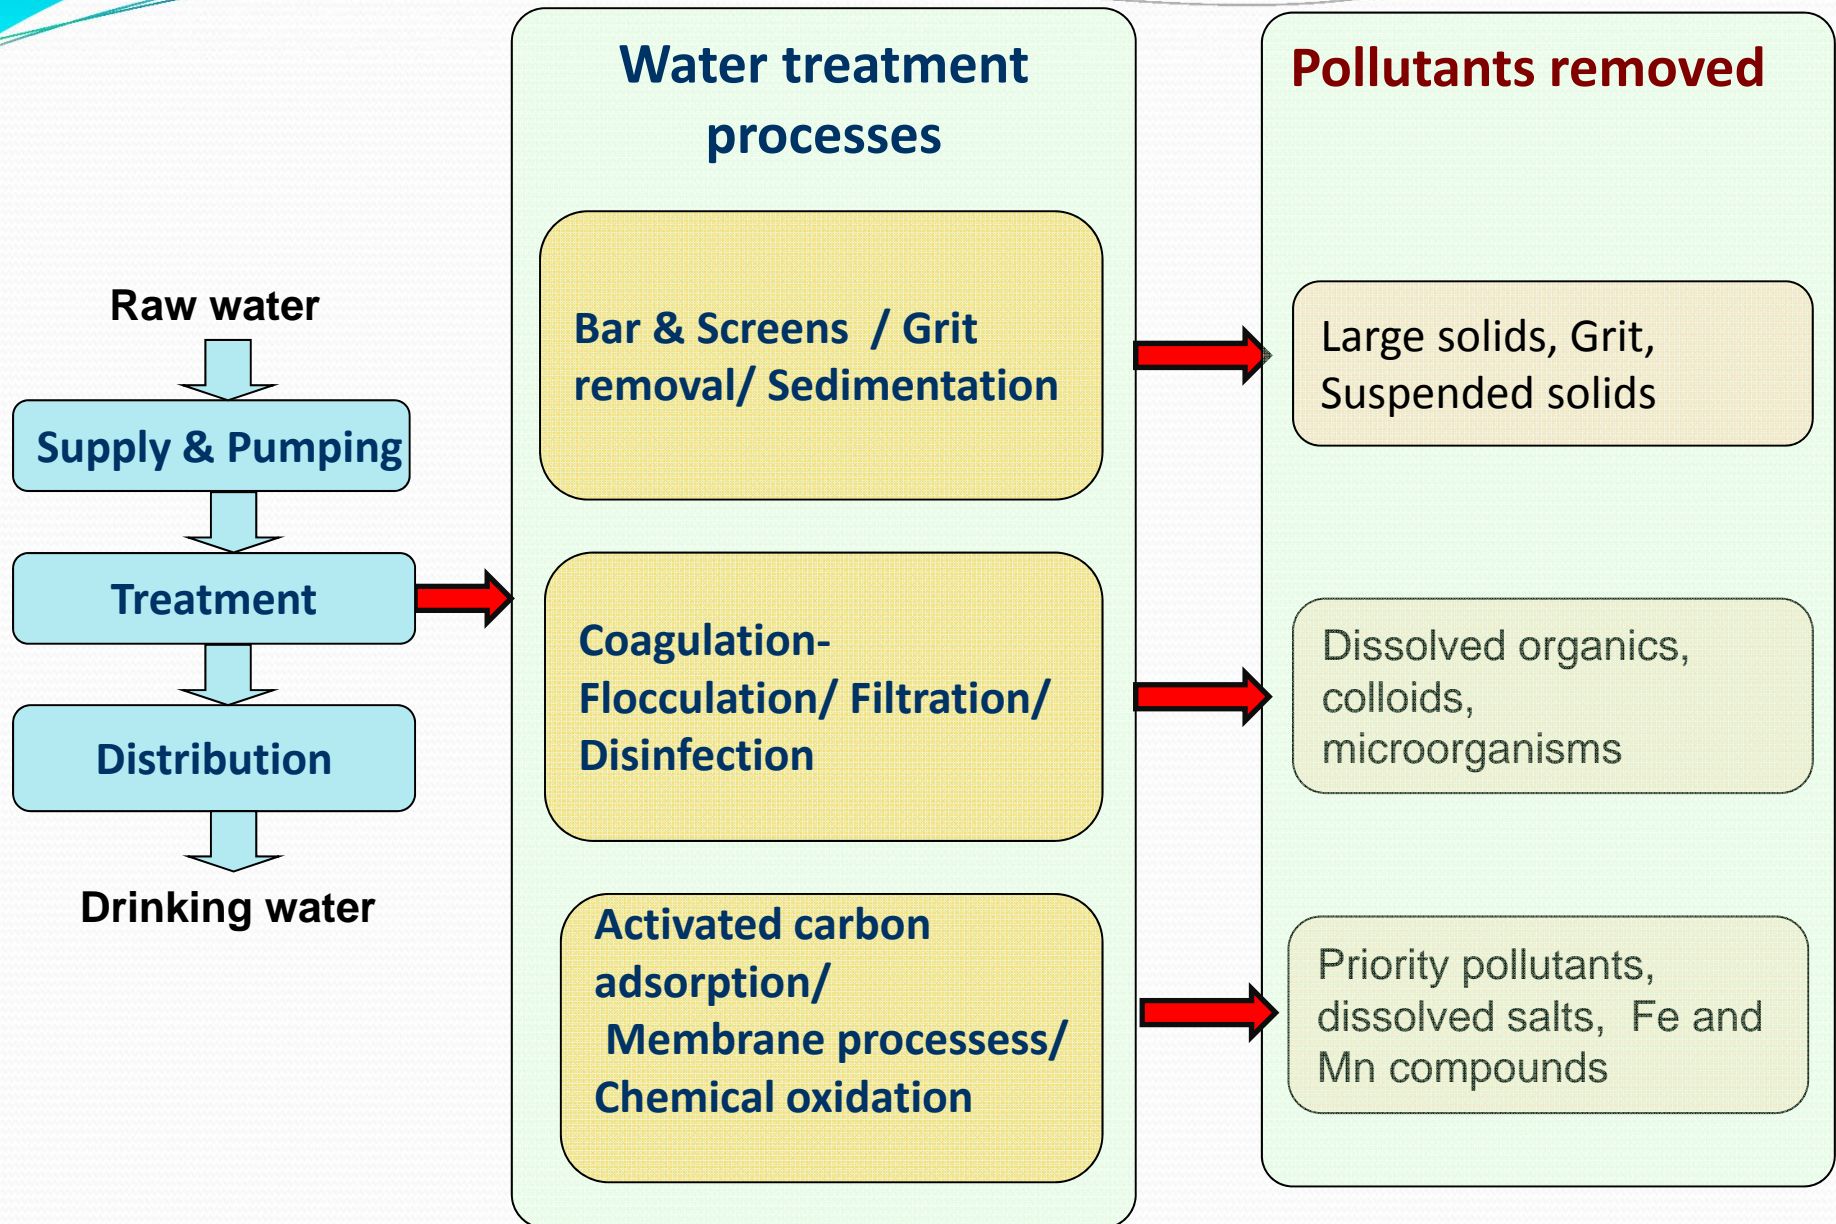 Raw water
Supply & Pumping
Treatment
Distribution
Drinking water
Water treatment
processes
Bar & Screens / Grit
removal/ Sedimentation
Coagulation-
Flocculation/ Filtration/
Disinfection
Activated carbon
adsorption/
Membrane processess/
Chemical oxidation
Pollutants removed
Large solids, Grit,
Suspended solids
Dissolved organics,
colloids,
microorganisms
Priority pollutants,
dissolved salts, Fe and
Mn compounds